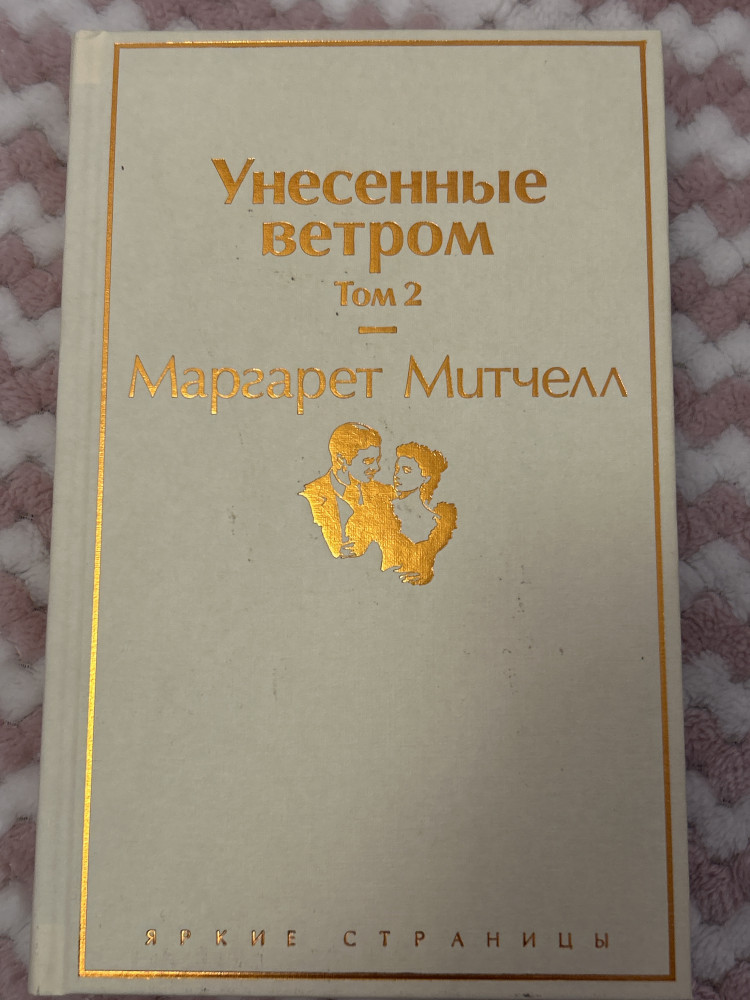 Унесенные
ветром
Том 2
Маргарет Митчелл
ЯРКИЕ СТРАНИЦЫ